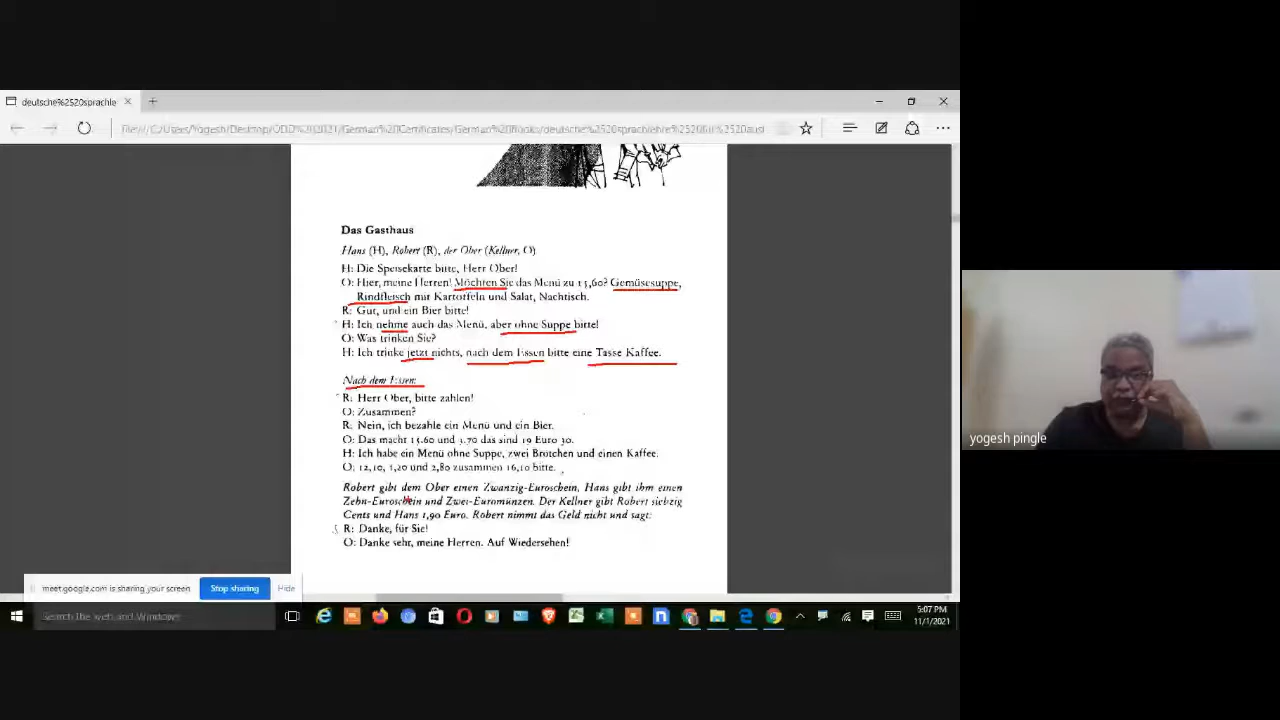 deutsche%2520sprachle
Das Gasthaus
Hans (H), Robert (R), der Ober (Kellner, O)
H: Die Speisekarte bitte, Herr Ober!
O: Hier, meine Herren! Möchten Sie das Menü zu 15,60? Gemüsesuppe,
Rindfleisch mit Kartoffeln und Salat, Nachtisch.
R: Gut, und ein Bier bitte!
H: Ich nehme auch das Menü, aber ohne Suppe bitte!
O: Was trinken Sie?
H: Ich trinke jetzt nichts, nach dem Essen bitte eine Tasse Kaffee.
Nach dem Essen:
R: Herr Ober, bitte zahlen!
O: Zusammen?
R: Nein, ich bezahle ein Menü und ein Bier.
O: Das macht 15.60 und 3.70 das sind 19 Euro 30.
H: Ich habe ein Menü ohne Suppe, zwei Brötchen und einen Kaffee.
O: 12,10, 1,20 und 2,80 zusammen 16,10 bitte.
Robert gibt dem Ober einen Zwanzig-Euroschein, Hans gibt ihm einen
Zehn-Euroschein und Zwei-Euromünzen. Der Kellner gibt Robert siebzig
Cents und Hans 1,90 Euro. Robert nimmt das Geld nicht und sagt:
R: Danke, für Sie!
O: Danke sehr, meine Herren. Auf Wiedersehen!
yogesh pingle
meet.google.com is sharing your screen Stop sharing Hide
Search the web and Windows
5:07 PM
11/1/2021